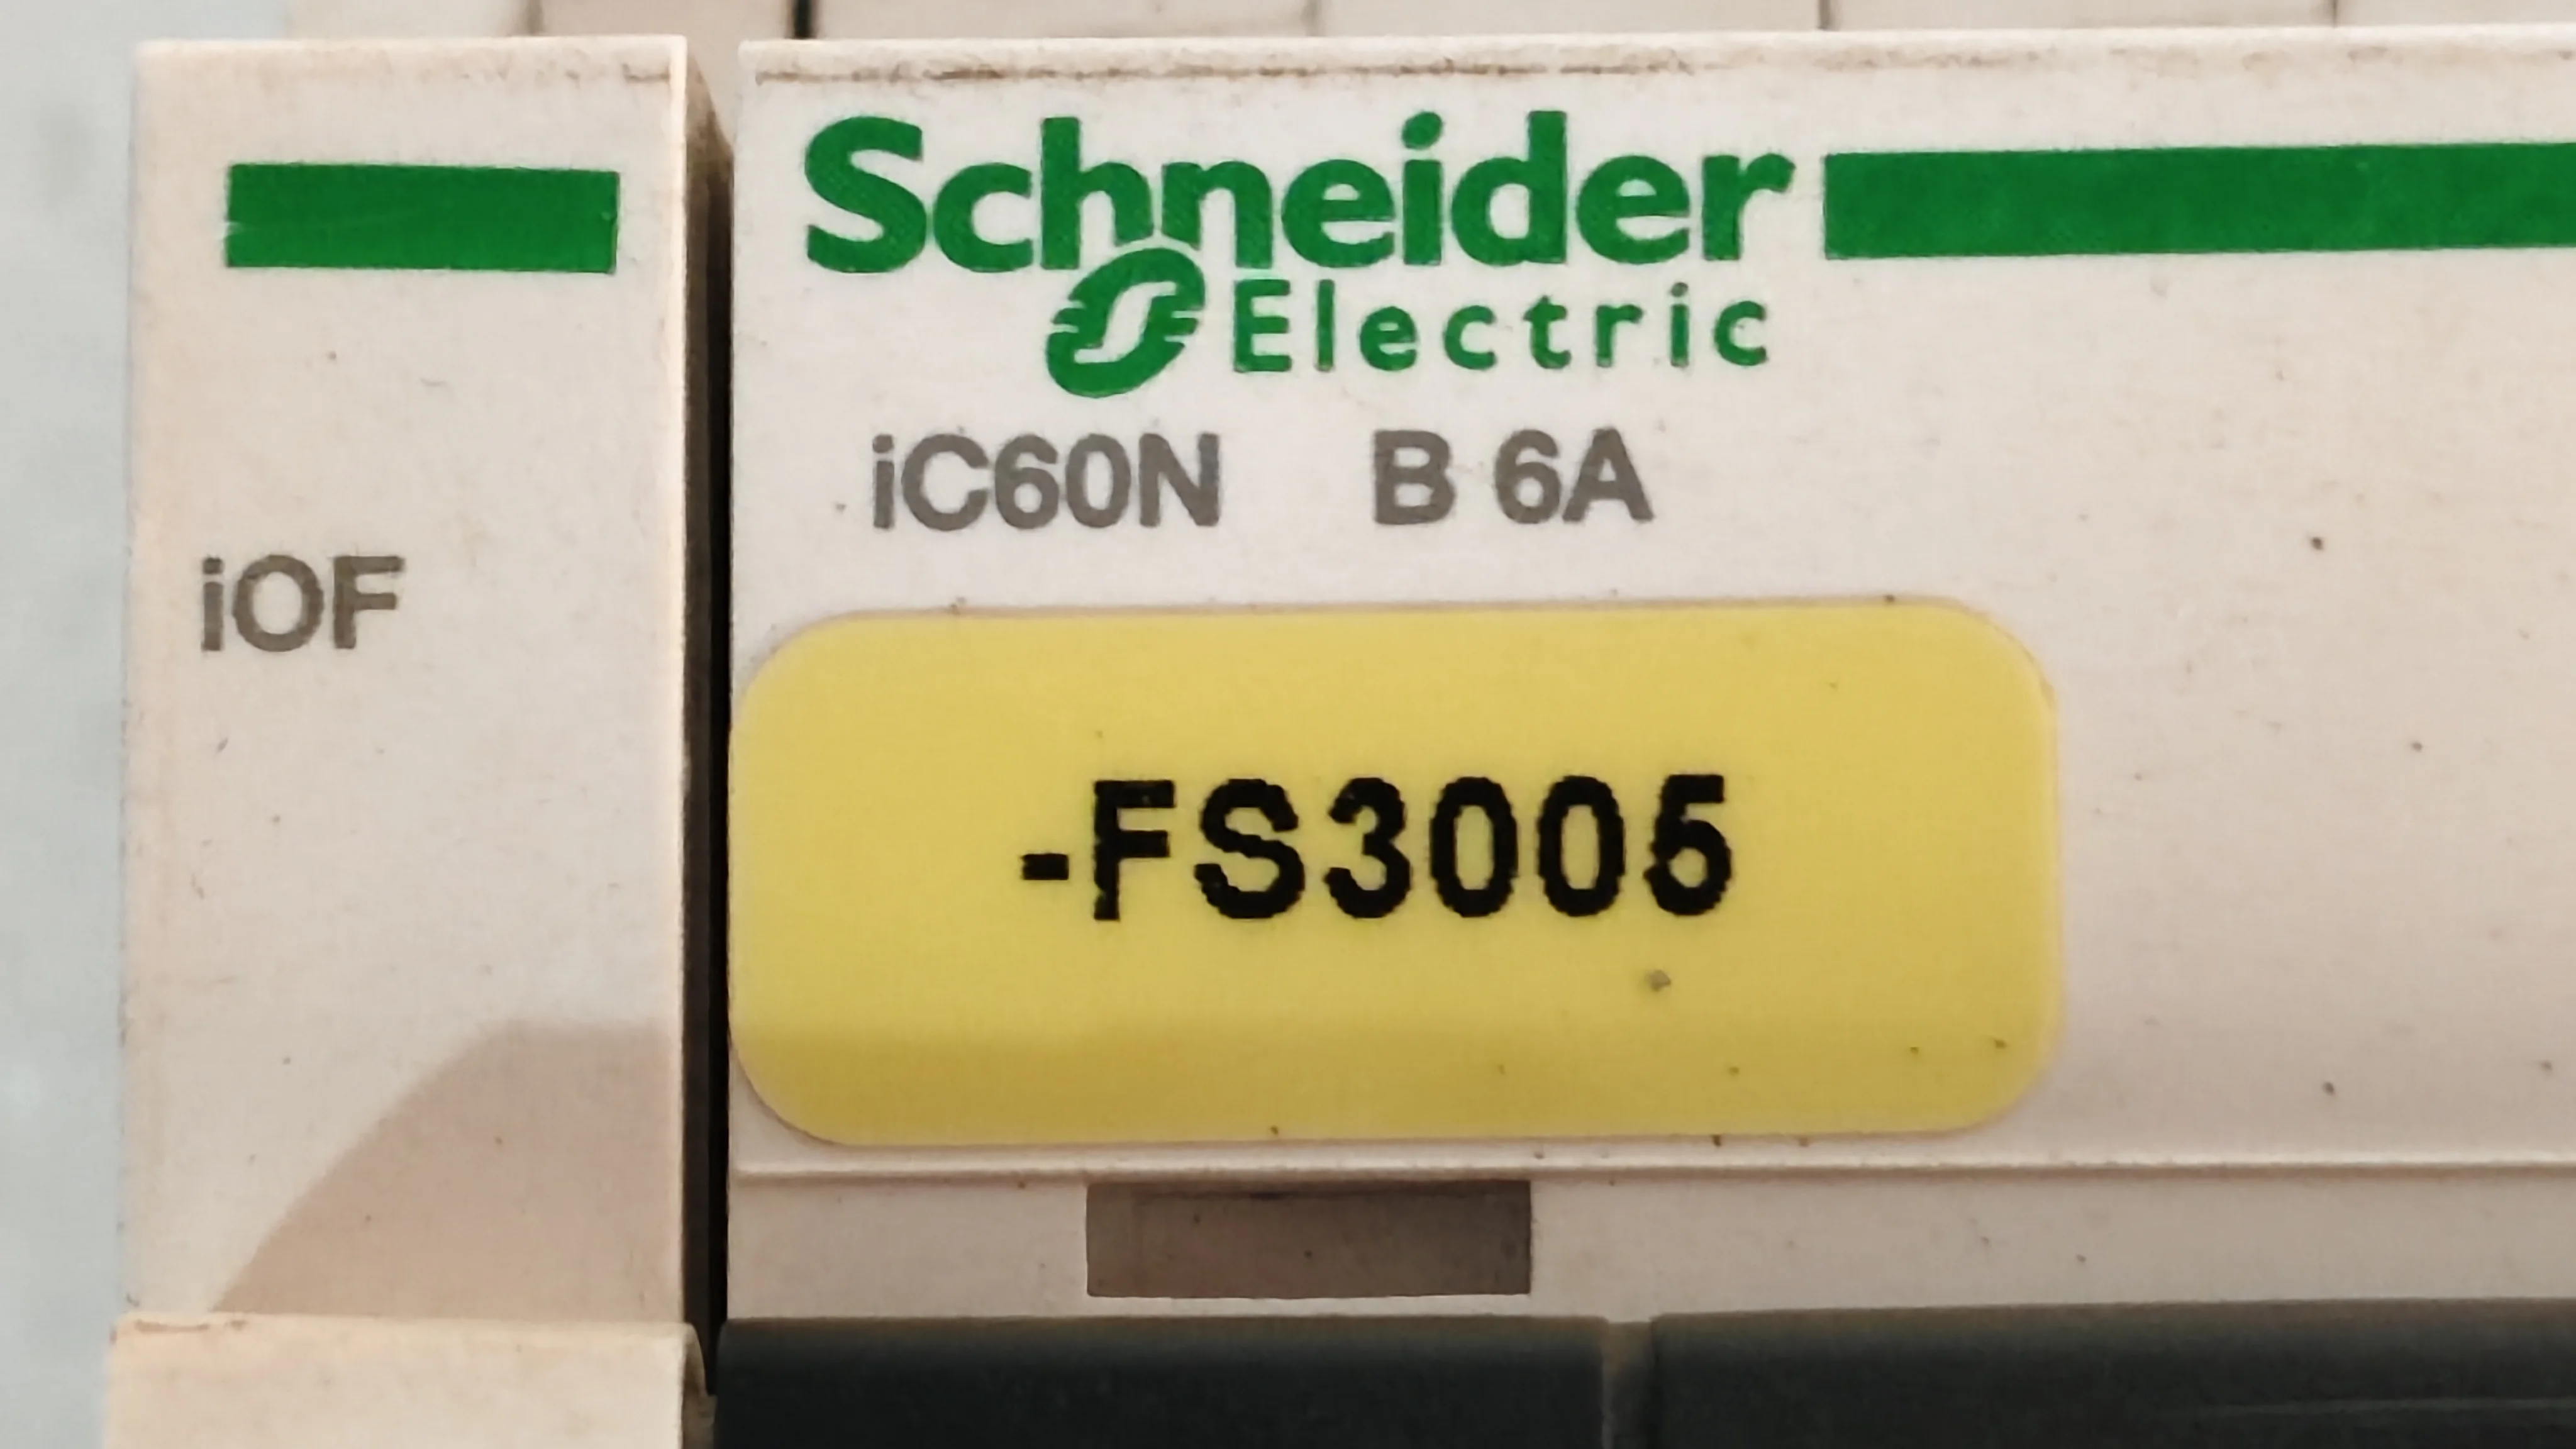 Schneider
Electric
iC60N B 6A
iOF
-FS3005